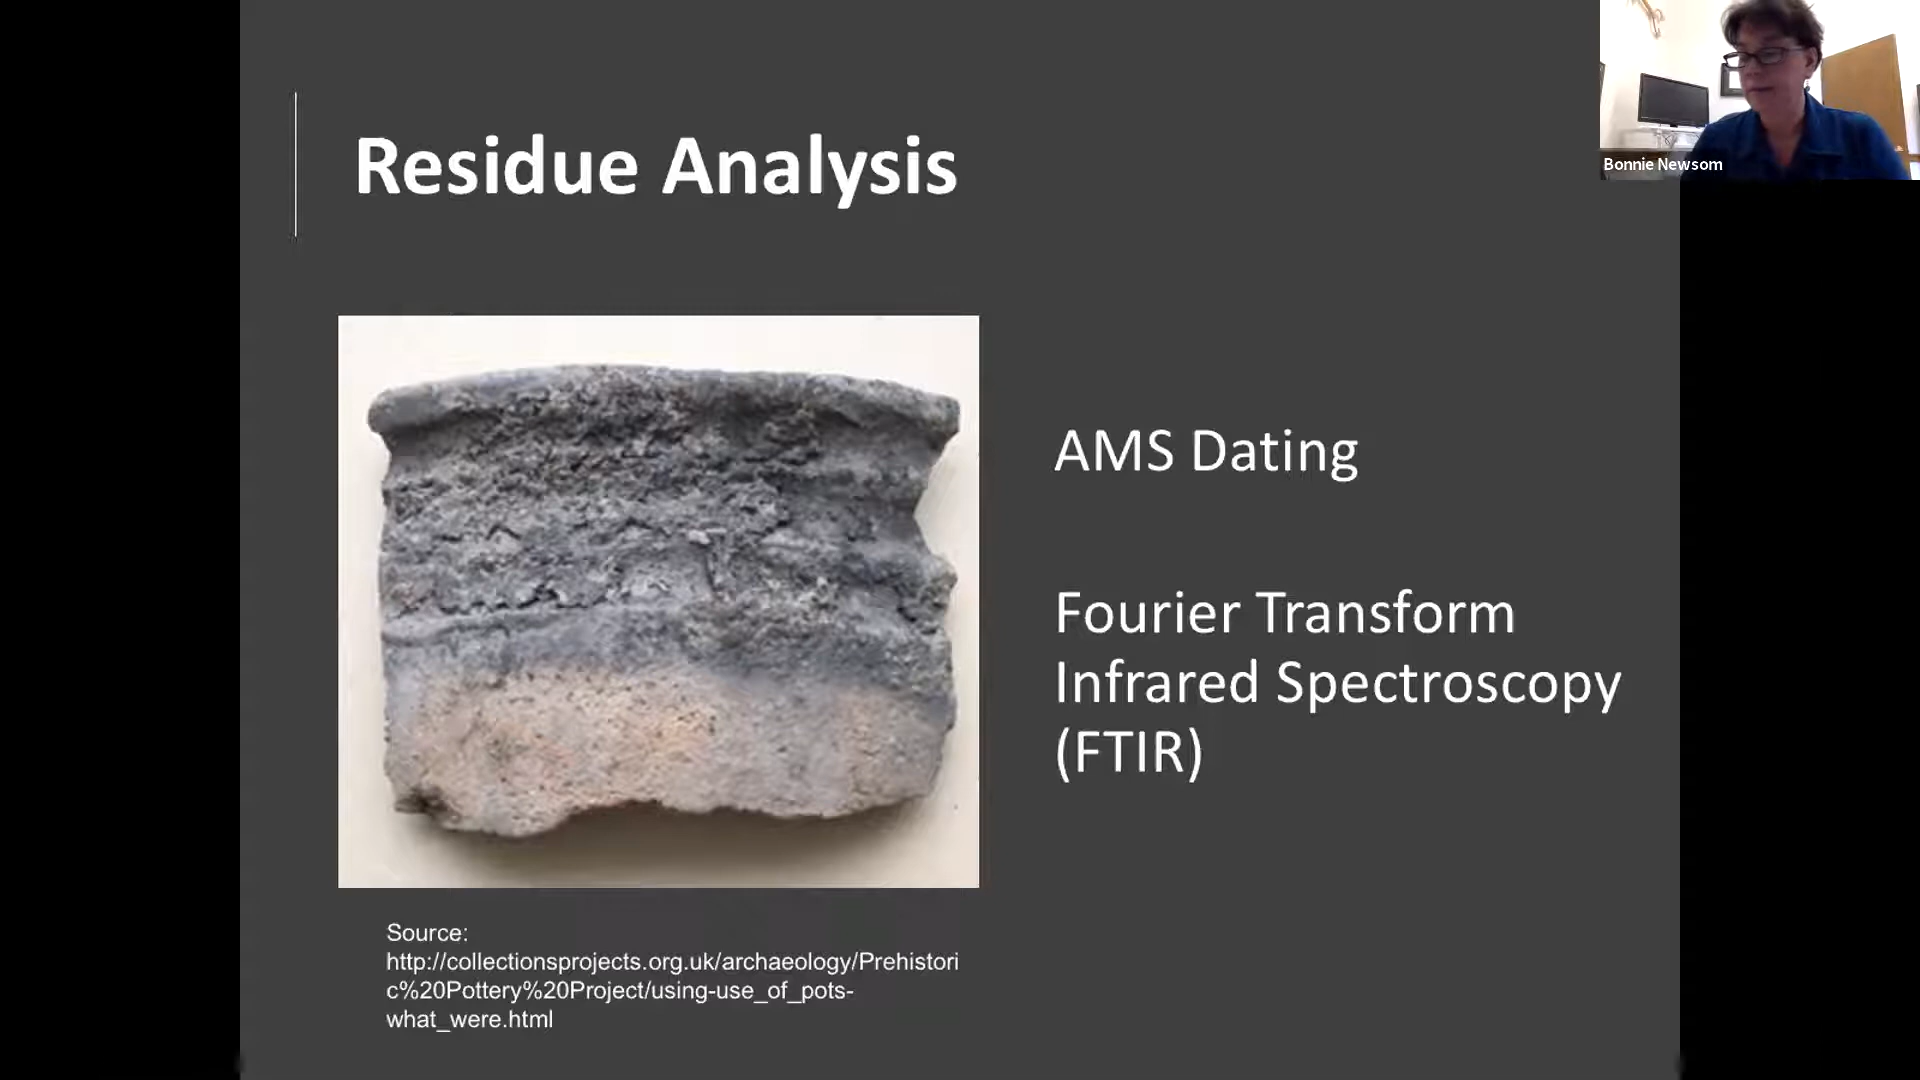 Residue Analysis
AMS Dating
Fourier Transform
Infrared Spectroscopy
(FTIR)
Source:
http://collectionsprojects.org.uk/archaeology/Prehistori
c%20Pottery%20Project/using-use_of_pots-
what_were.html
Bonnie Newsom